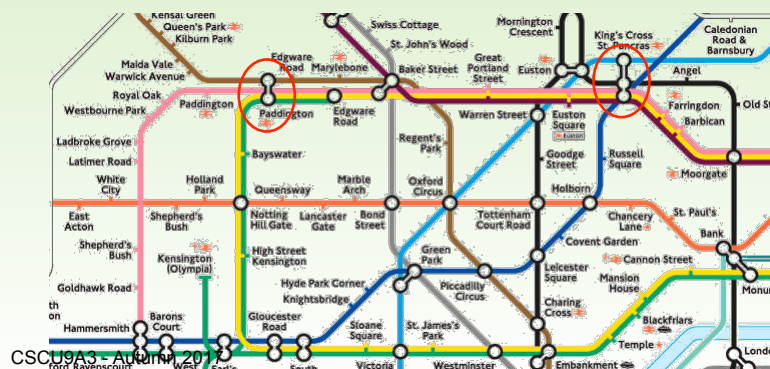 Kensal Green
Queen's Park
Kilburn Park
Maida Vale
Warwick Avenue
Royal Oak
Westbourne Park
Ladbroke Grove
Latimer Road
White
City
East
Acton
Shepherd's
Bush
Holland
Park
Shepherd's
Bush
Kensington
(Olympia)
Goldhawk Road
Hammersmith
Barons
Court
Paddington
Edgware
Road
Marylebone
Paddington
Edgware
Road
Bayswater
Queensway
Notting
Hill Gate
Lancaster
Gate
Marble
Arch
Bond
Street
High Street
Kensington
Hyde Park Corner
Knightsbridge
Gloucester
Road
Sloane
Square
St. James's
Park
Victoria
Westminster
Swiss Cottage
St. John's Wood
Baker Street
Great
Portland
Street
Regent's
Park
Oxford
Circus
Green
Park
Piccadilly
Circus
Mornington
Crescent
Euston
Warren Street
Euston
Square
Goodge
Street
Tottenham
Court Road
Leicester
Square
Charing
Cross
Embankment
King's Cross
St. Pancras
Russell
Square
Holborn
Covent Garden
Chancery
Lane
St. Paul's
Bank
Cannon Street
Mansion
House
Blackfriars
Temple
Caledonian
Road &
Barnsbury
Angel
Farringdon
Barbican
Moorgate
CSCU9A3 - Autumn 2017